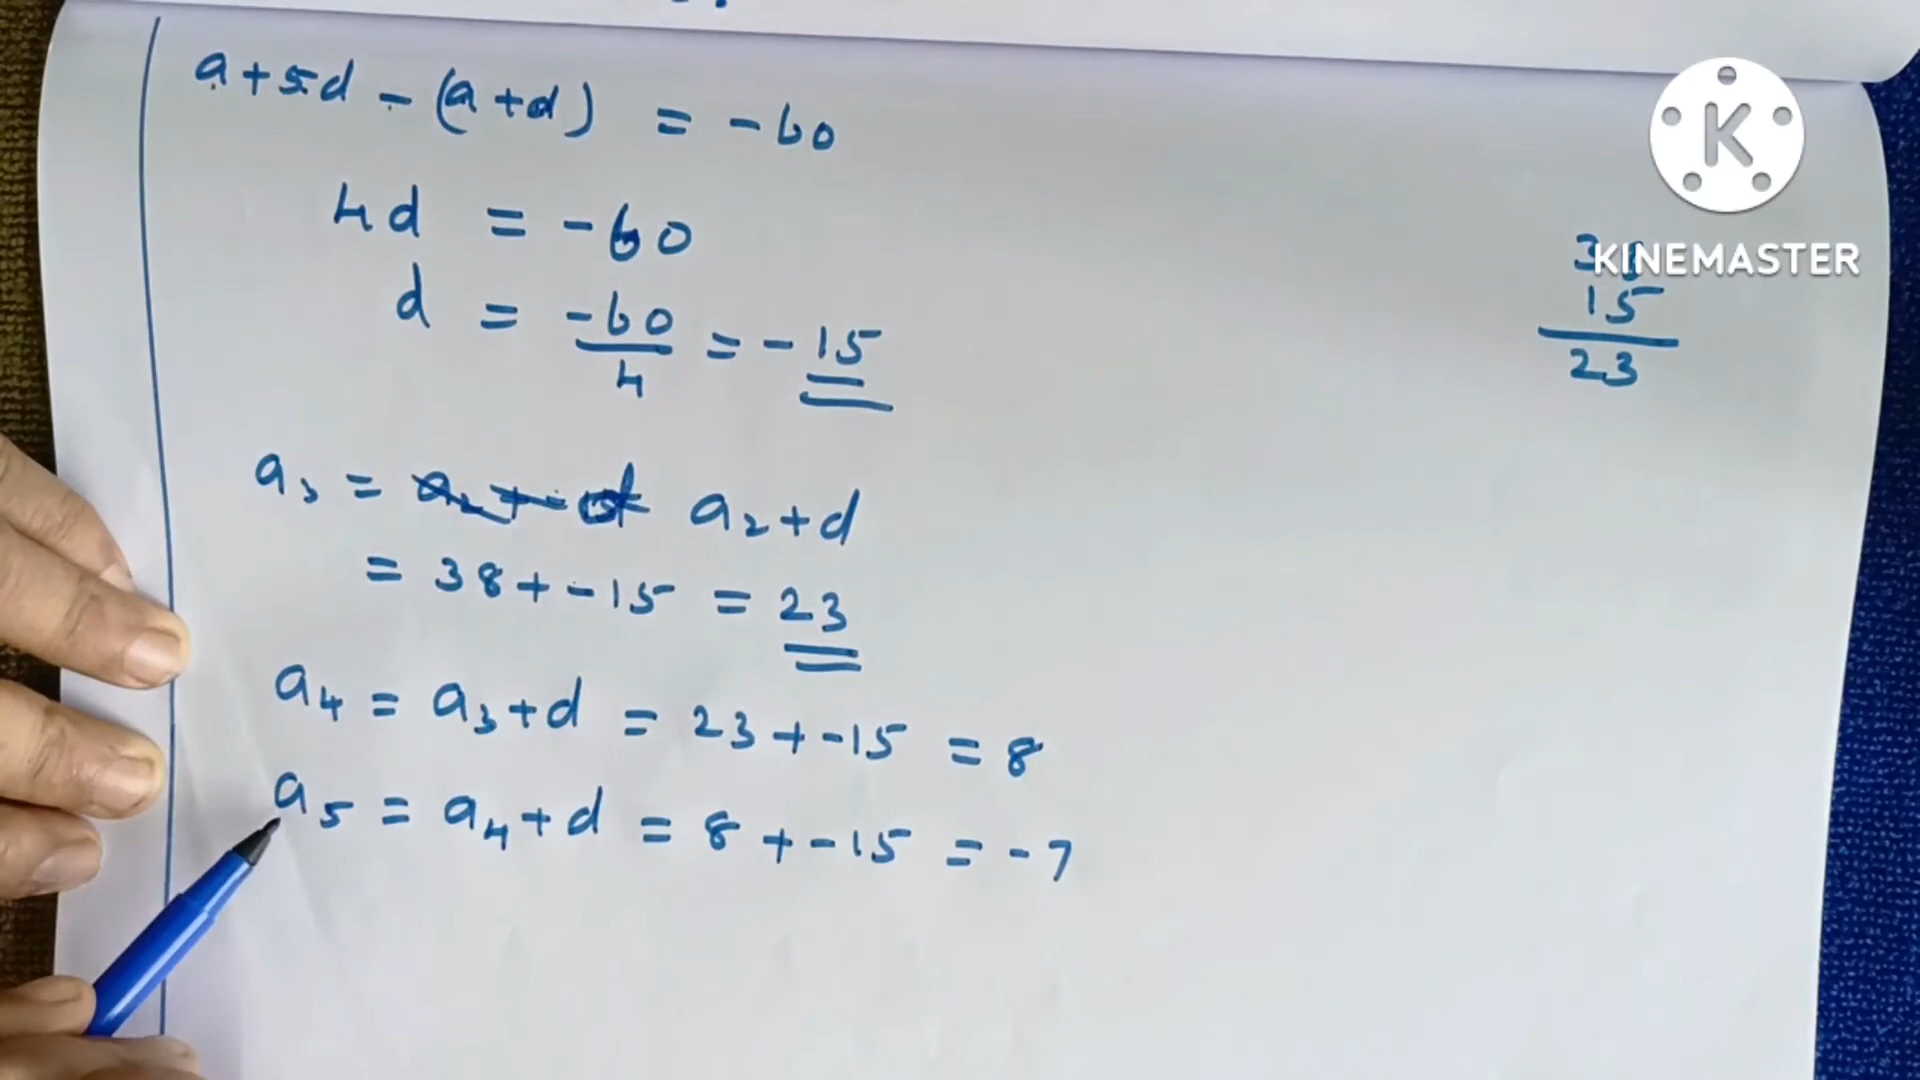 a + 5d - (a + d) = -60
4d = -60
d = -60/4 = -15
a3 = a2 + d
= 38 + -15 = 23
a4 = a3 + d = 23 + -15 = 8
a5 = a4 + d = 8 + -15 = -7
K
KINEMASTER
15
23